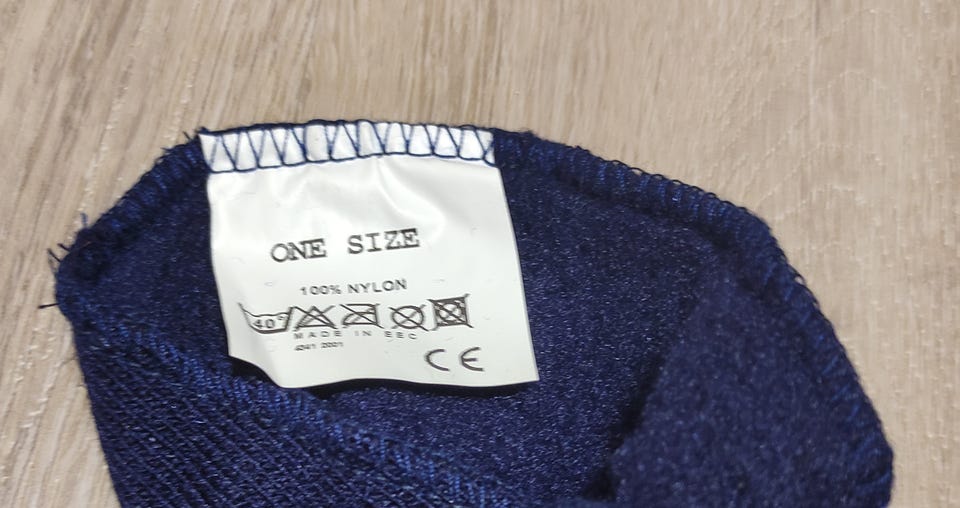 ONE SIZE
100% NYLON
40°
MADE IN EEC
CE